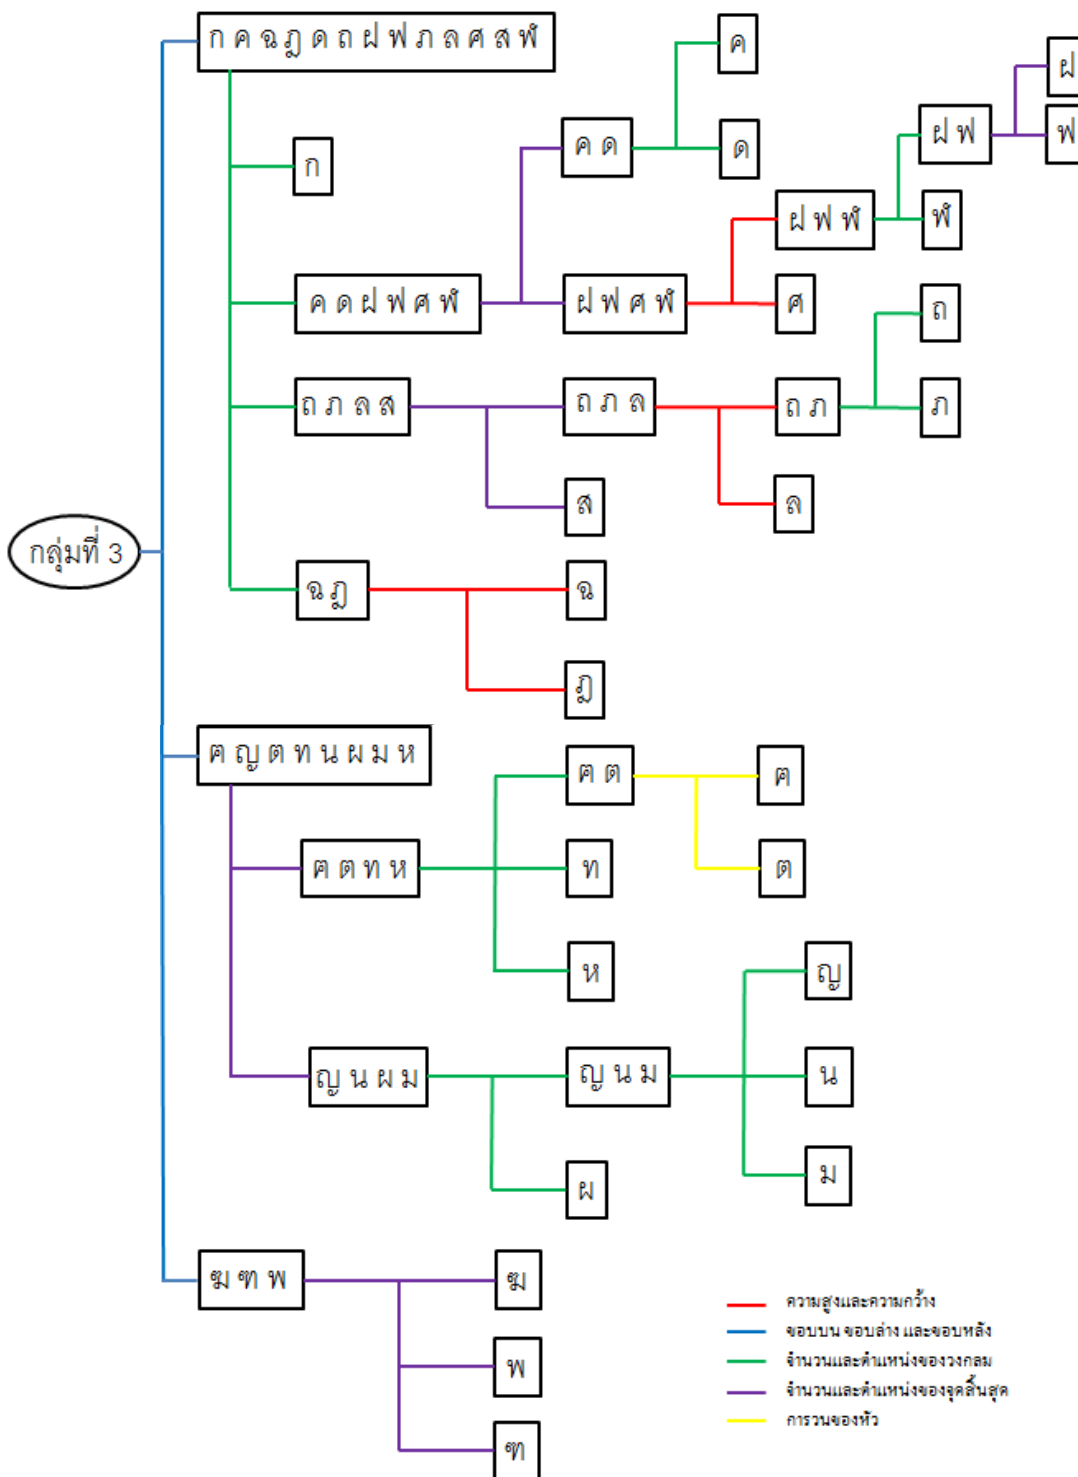 ก ค ฉ ฎ ด ถ ฝ ฟ ภ ล ศ ส ฬ
ค
ฝ
ฝ ฟ
ฟ
ค ด
ด
ก
ฝ ฟ ฬ
ฬ
ค ด ฝ ฟ ศ ฬ
ฝ ฟ ศ ฬ
ศ
ถ
ถ ภ ล ส
ถ ภ ล
ถ ภ
ภ
ส
ล
กลุ่มที่ 3
ฉ ฎ
ฉ
ฎ
ฅ ญ ต ท น ผ ม ห
ฅ ต
ฅ
ฅ ต ท ห
ท
ต
ห
ญ
ญ น ผ ม
ญ น ม
น
ผ
ม
ฆ ฑ พ
ฆ
พ
ฑ
ความสูงและความกว้าง
ขอบบน ขอบล่าง และขอบหลัง
จำนวนและตำแหน่งของวงกลม
จำนวนและตำแหน่งของจุดสิ้นสุด
การวนของหัว